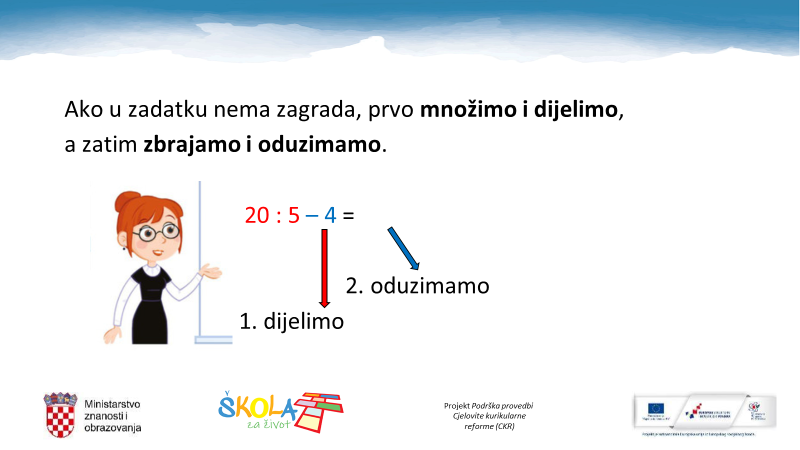 Ako u zadatku nema zagrada, prvo množimo i dijelimo,
a zatim zbrajamo i oduzimamo.
20 : 5 – 4 =
2. oduzimamo
1. dijelimo
Ministarstvo
znanosti i
obrazovanja
ŠKOLA
za život
Projekt Podrška provedbi
Cjelovite kurikularne
reforme (CKR)